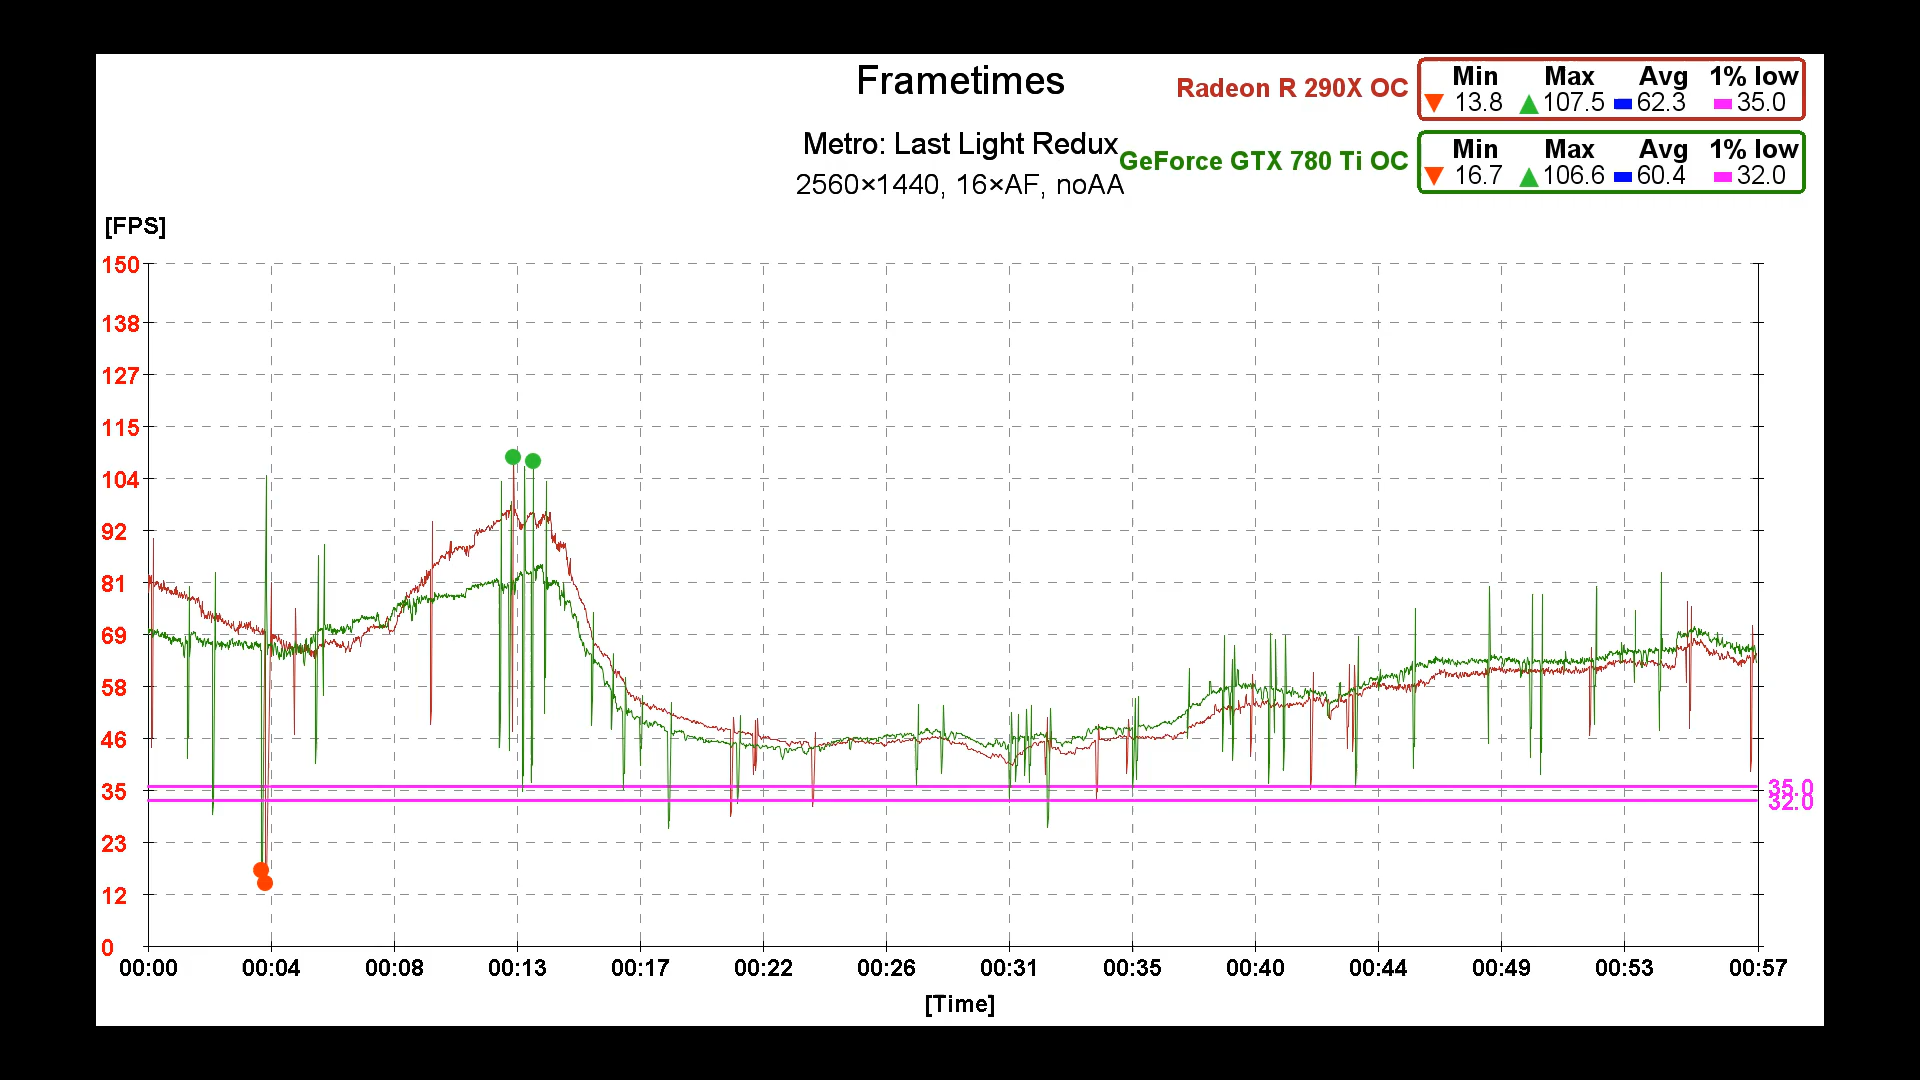 Frametimes
Metro: Last Light Redux
2560×1440, 16×AF, noAA
Radeon R 290X OC
Min Max Avg 1% low
13.8 107.5 62.3 35.0
GeForce GTX 780 Ti OC
Min Max Avg 1% low
16.7 106.6 60.4 32.0
[FPS]
150
138
127
115
104
92
81
69
58
46
35
23
12
0
35.0
32.0
00:00 00:04 00:08 00:13 00:17 00:22 00:26 00:31 00:35 00:40 00:44 00:49 00:53 00:57
[Time]